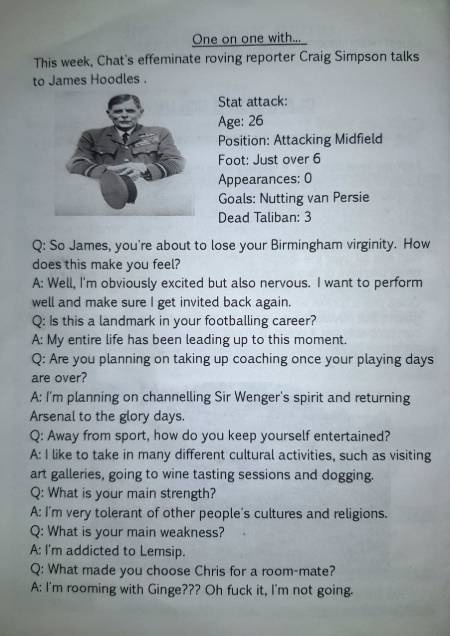 One on one with...
This week, Chat's effeminate roving reporter Craig Simpson talks
to James Hoodles .
Stat attack:
Age: 26
Position: Attacking Midfield
Foot: Just over 6
Appearances: 0
Goals: Nutting van Persie
Dead Taliban: 3
Q: So James, you're about to lose your Birmingham virginity. How
does this make you feel?
A: Well, I'm obviously excited but also nervous. I want to perform
well and make sure I get invited back again.
Q: Is this a landmark in your footballing career?
A: My entire life has been leading up to this moment.
Q: Are you planning on taking up coaching once your playing days
are over?
A: I'm planning on channelling Sir Wenger's spirit and returning
Arsenal to the glory days.
Q: Away from sport, how do you keep yourself entertained?
A: I like to take in many different cultural activities, such as visiting
art galleries, going to wine tasting sessions and dogging.
Q: What is your main strength?
A: I'm very tolerant of other people's cultures and religions.
Q: What is your main weakness?
A: I'm addicted to Lemsip.
Q: What made you choose Chris for a room-mate?
A: I'm rooming with Ginge??? Oh fuck it, I'm not going.